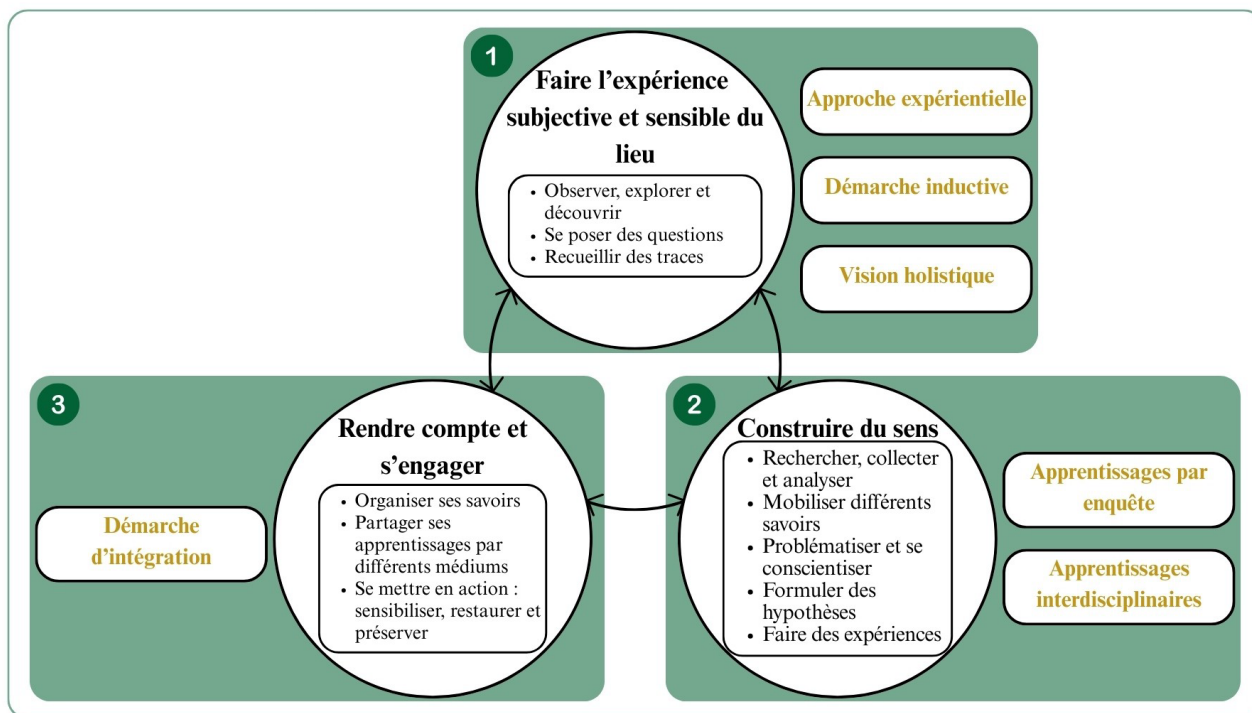 1
Faire l’expérience
subjective et sensible du
lieu
• Observer, explorer et
découvrir
• Se poser des questions
• Recueillir des traces
Approche expérientielle
Démarche inductive
Vision holistique
2
Construire du sens
• Rechercher, collecter
et analyser
• Mobiliser différents
savoirs
• Problématiser et se
conscientiser
• Formuler des
hypothèses
• Faire des expériences
Apprentissages par
enquête
Apprentissages
interdisciplinaires
3
Rendre compte et
s’engager
• Organiser ses savoirs
• Partager ses
apprentissages par
différents médiums
• Se mettre en action :
sensibiliser, restaurer et
préserver
Démarche
d’intégration